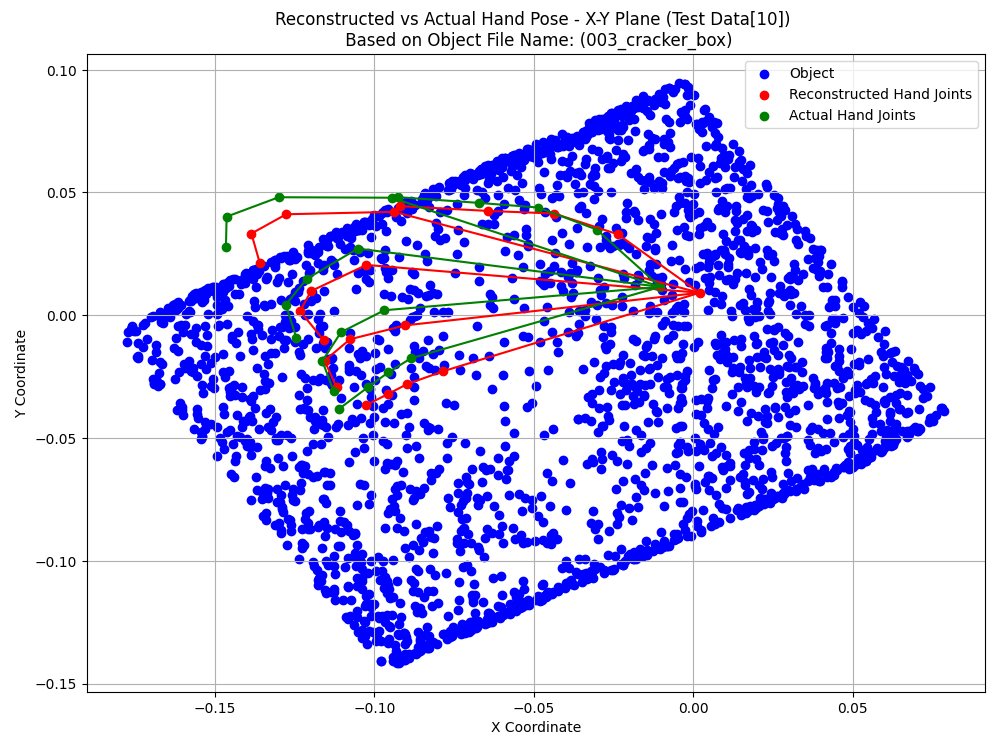 Reconstructed vs Actual Hand Pose - X-Y Plane (Test Data[10])
Based on Object File Name: (003_cracker_box)
Object
Reconstructed Hand Joints
Actual Hand Joints
Y Coordinate
0.10
0.05
0.00
−0.05
−0.10
−0.15
−0.15
−0.10
−0.05
0.00
0.05
X Coordinate